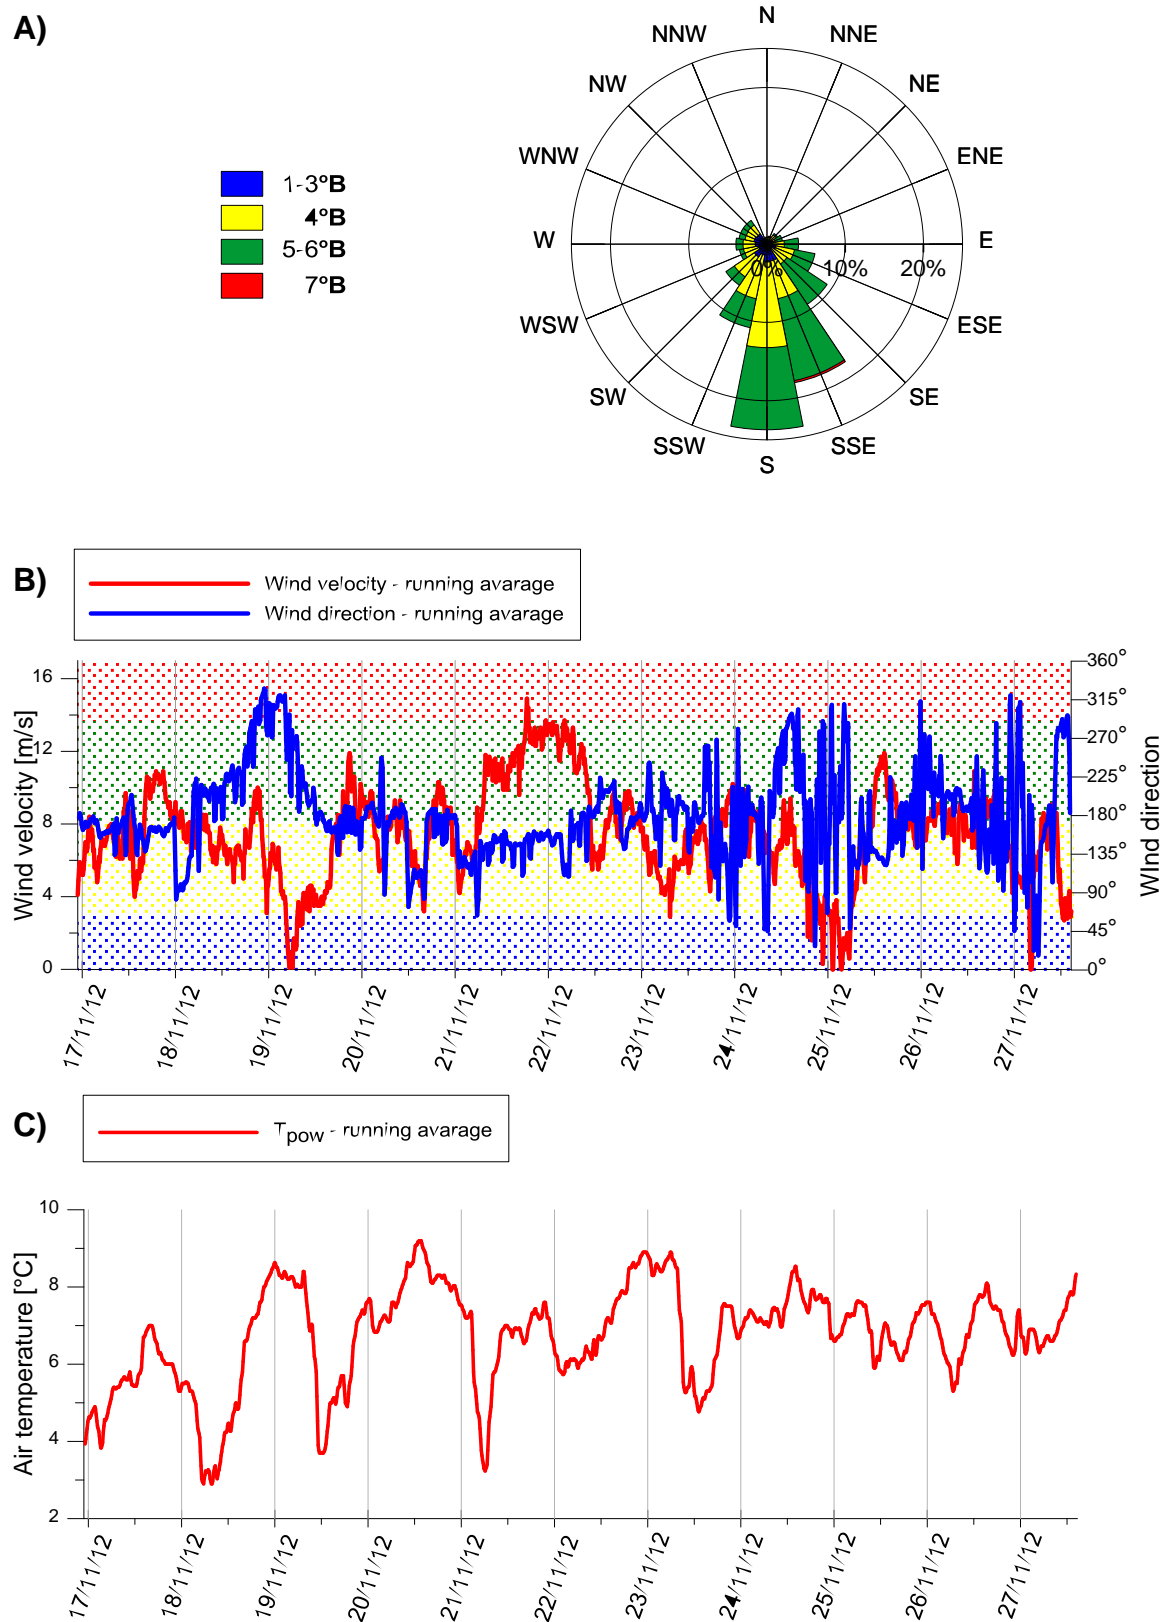 A)
N
NNW NNE
NW NE
WNW ENE
1-3°B
4°B
W E
5-6°B
0% 10% 20%
7°B
WSW ESE
SW SE
SSW SSE
S
B)
Wind velocity - running avarage
Wind direction - running avarage
Wind velocity [m/s]
16
12
8
4
0
360°
315°
270°
225°
180°
135°
90°
45°
0°
WInd direction
17/11/12 18/11/12 19/11/12 20/11/12 21/11/12 22/11/12 23/11/12 24/11/12 25/11/12 26/11/12 27/11/12
C)
Tpow - running avarage
Air temperature [°C]
10
8
6
4
2
17/11/12 18/11/12 19/11/12 20/11/12 21/11/12 22/11/12 23/11/12 24/11/12 25/11/12 26/11/12 27/11/12